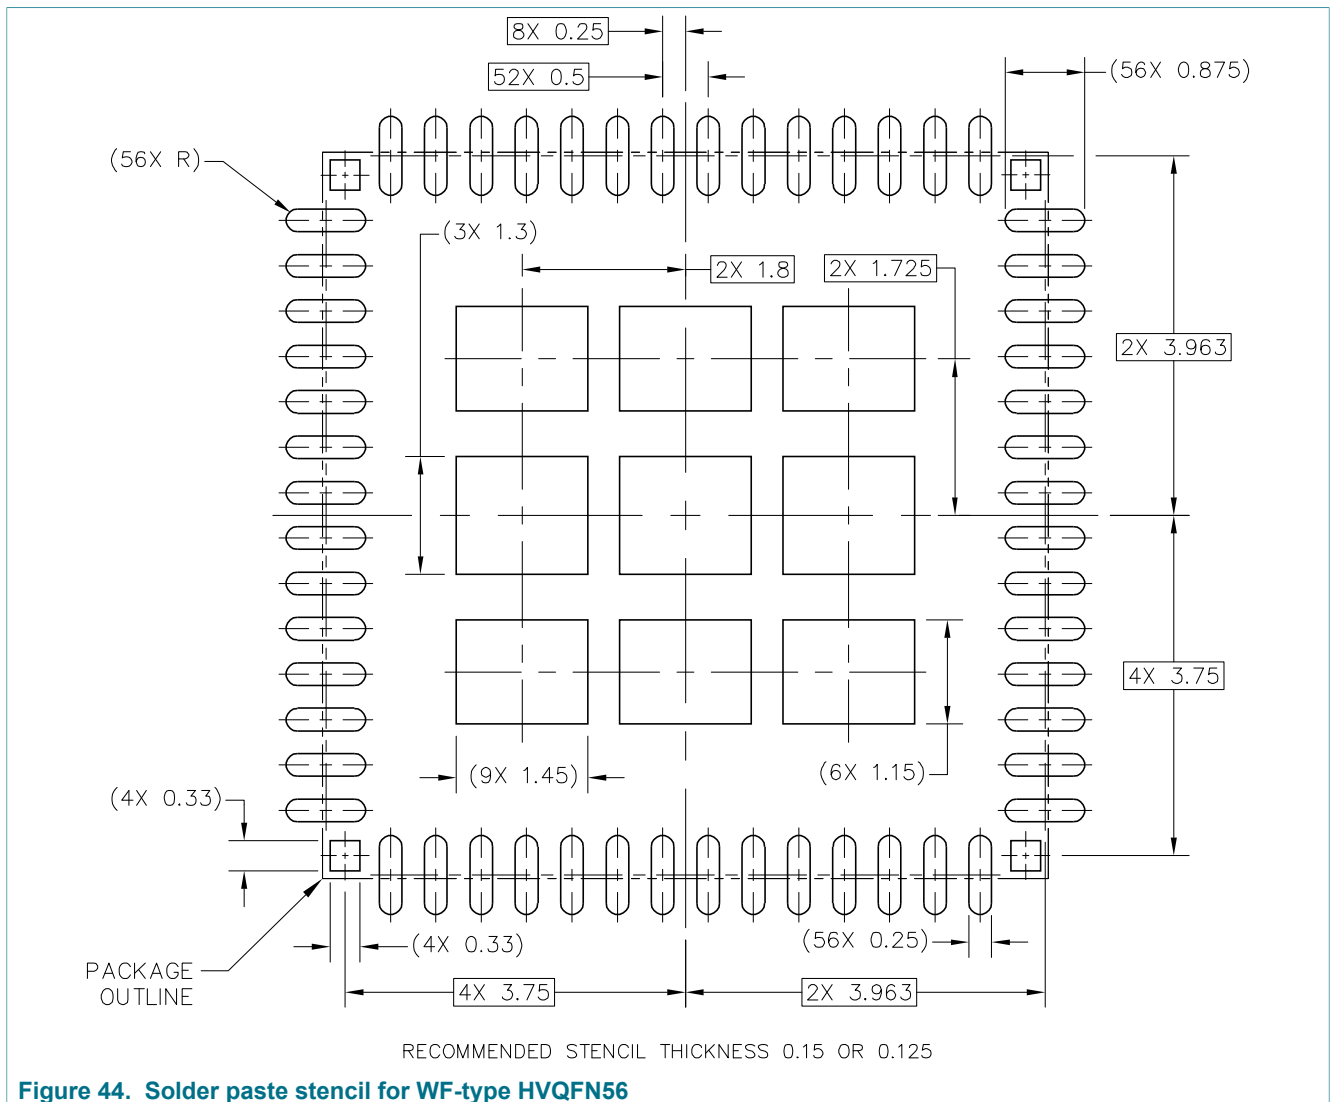 8X 0.25
52X 0.5
(56X 0.875)
(56X R)
(3X 1.3)
2X 1.8
2X 1.725
2X 3.963
4X 3.75
(9X 1.45)
(6X 1.15)
(4X 0.33)
(4X 0.33)
(56X 0.25)
PACKAGE
OUTLINE
4X 3.75
2X 3.963
RECOMMENDED STENCIL THICKNESS 0.15 OR 0.125
Figure 44. Solder paste stencil for WF-type HVQFN56